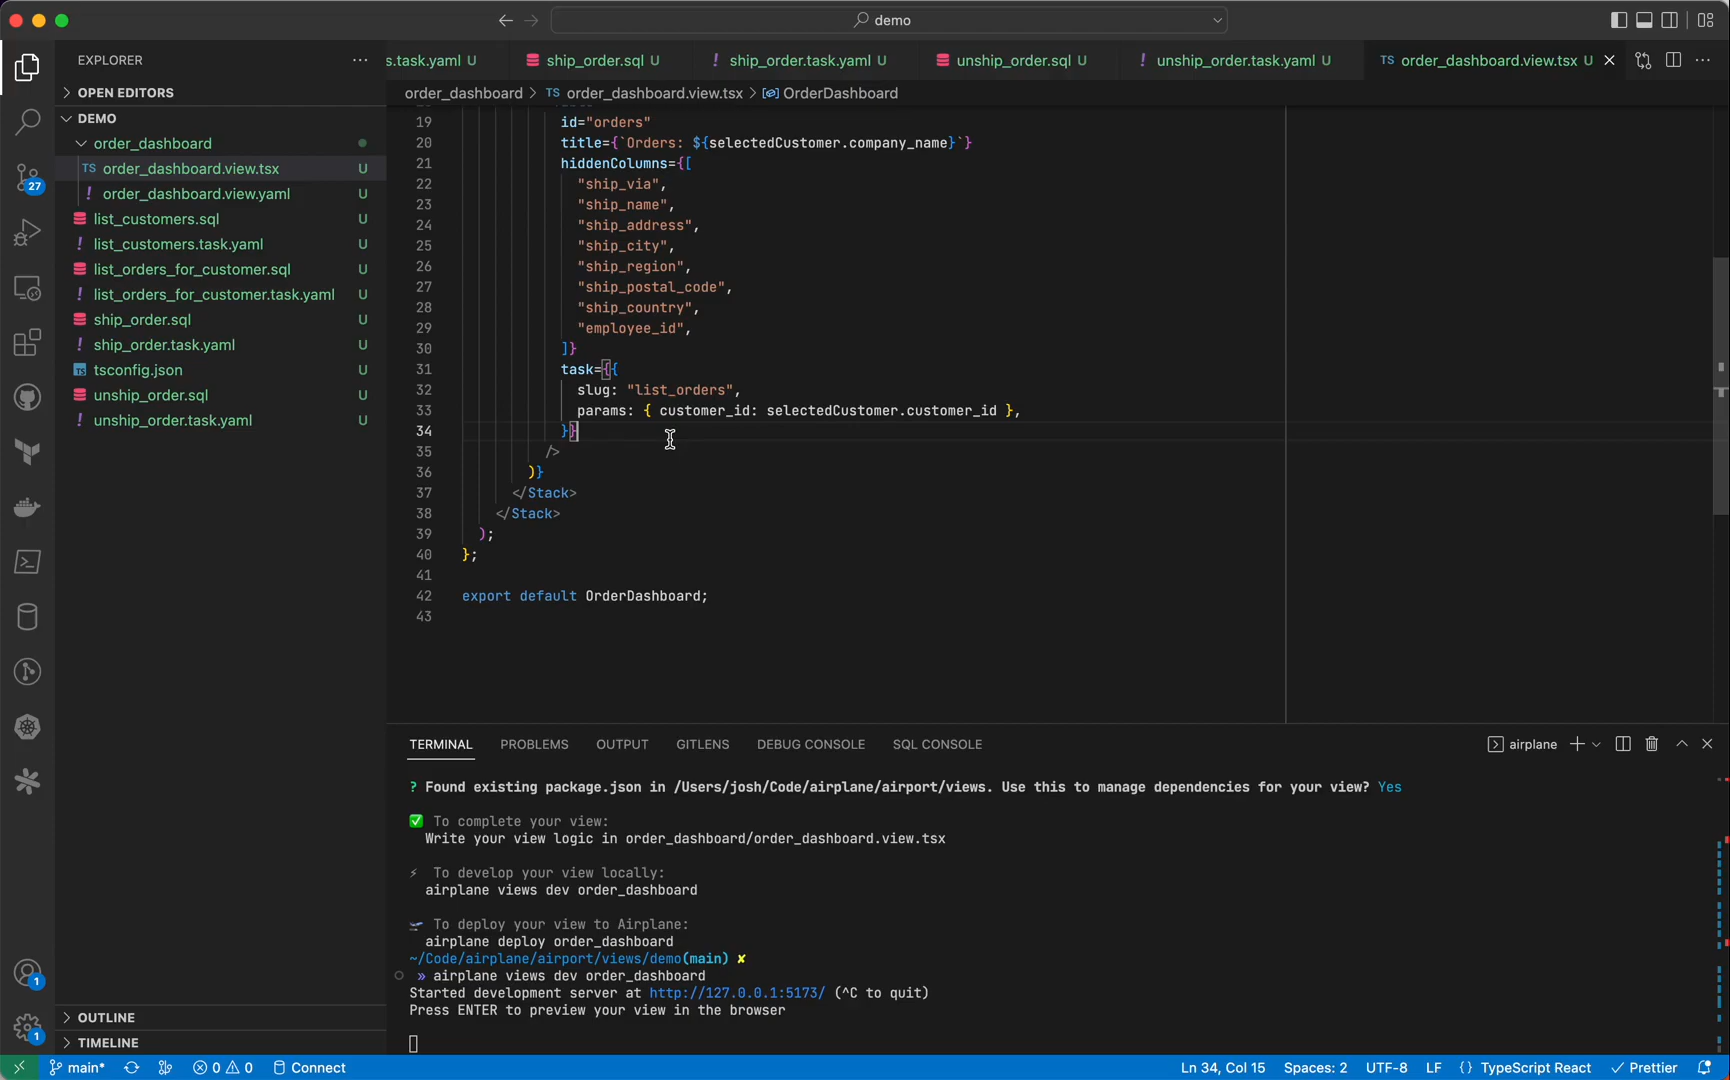 demo
EXPLORER
s.task.yaml U
ship_order.sql U
! ship_order.task.yaml U
unship_order.sql U
! unship_order.task.yaml U
TS order_dashboard.view.tsx U
OPEN EDITORS
order_dashboard > TS order_dashboard.view.tsx > OrderDashboard
DEMO
order_dashboard
TS order_dashboard.view.tsx U
! order_dashboard.view.yaml U
list_customers.sql U
! list_customers.task.yaml U
list_orders_for_customer.sql U
! list_orders_for_customer.task.yaml U
ship_order.sql U
! ship_order.task.yaml U
tsconfig.json U
unship_order.sql U
! unship_order.task.yaml U
27
19 id="orders"
20 title={`Orders: ${selectedCustomer.company_name}`}
21 hiddenColumns={[
22 "ship_via",
23 "ship_name",
24 "ship_address",
25 "ship_city",
26 "ship_region",
27 "ship_postal_code",
28 "ship_country",
29 "employee_id",
30 ]}
31 task={{
32 slug: "list_orders",
33 params: { customer_id: selectedCustomer.customer_id },
34 }}
35 />
36 )}
37 </Stack>
38 </Stack>
39 );
40 };
41
42 export default OrderDashboard;
43
TERMINAL PROBLEMS OUTPUT GITLENS DEBUG CONSOLE SQL CONSOLE
airplane
? Found existing package.json in /Users/josh/Code/airplane/airport/views. Use this to manage dependencies for your view? Yes
✅ To complete your view:
Write your view logic in order_dashboard/order_dashboard.view.tsx
⚡ To develop your view locally:
airplane views dev order_dashboard
🛫 To deploy your view to Airplane:
airplane deploy order_dashboard
~/Code/airplane/airport/views/demo(main) ✘
» airplane views dev order_dashboard
Started development server at http://127.0.0.1:5173/ (^C to quit)
Press ENTER to preview your view in the browser
1
1
OUTLINE
TIMELINE
main* 0 0 Connect
Ln 34, Col 15 Spaces: 2 UTF-8 LF {} TypeScript React ✓ Prettier